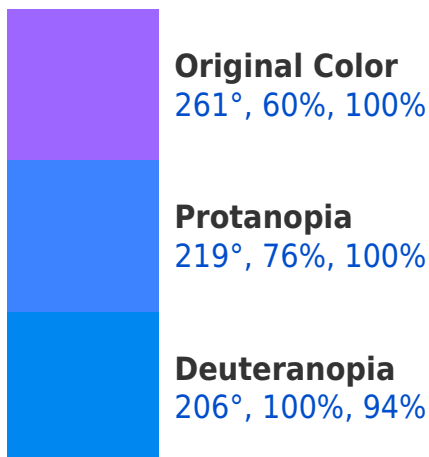 Original Color
261°, 60%, 100%
Protanopia
219°, 76%, 100%
Deuteranopia
206°, 100%, 94%